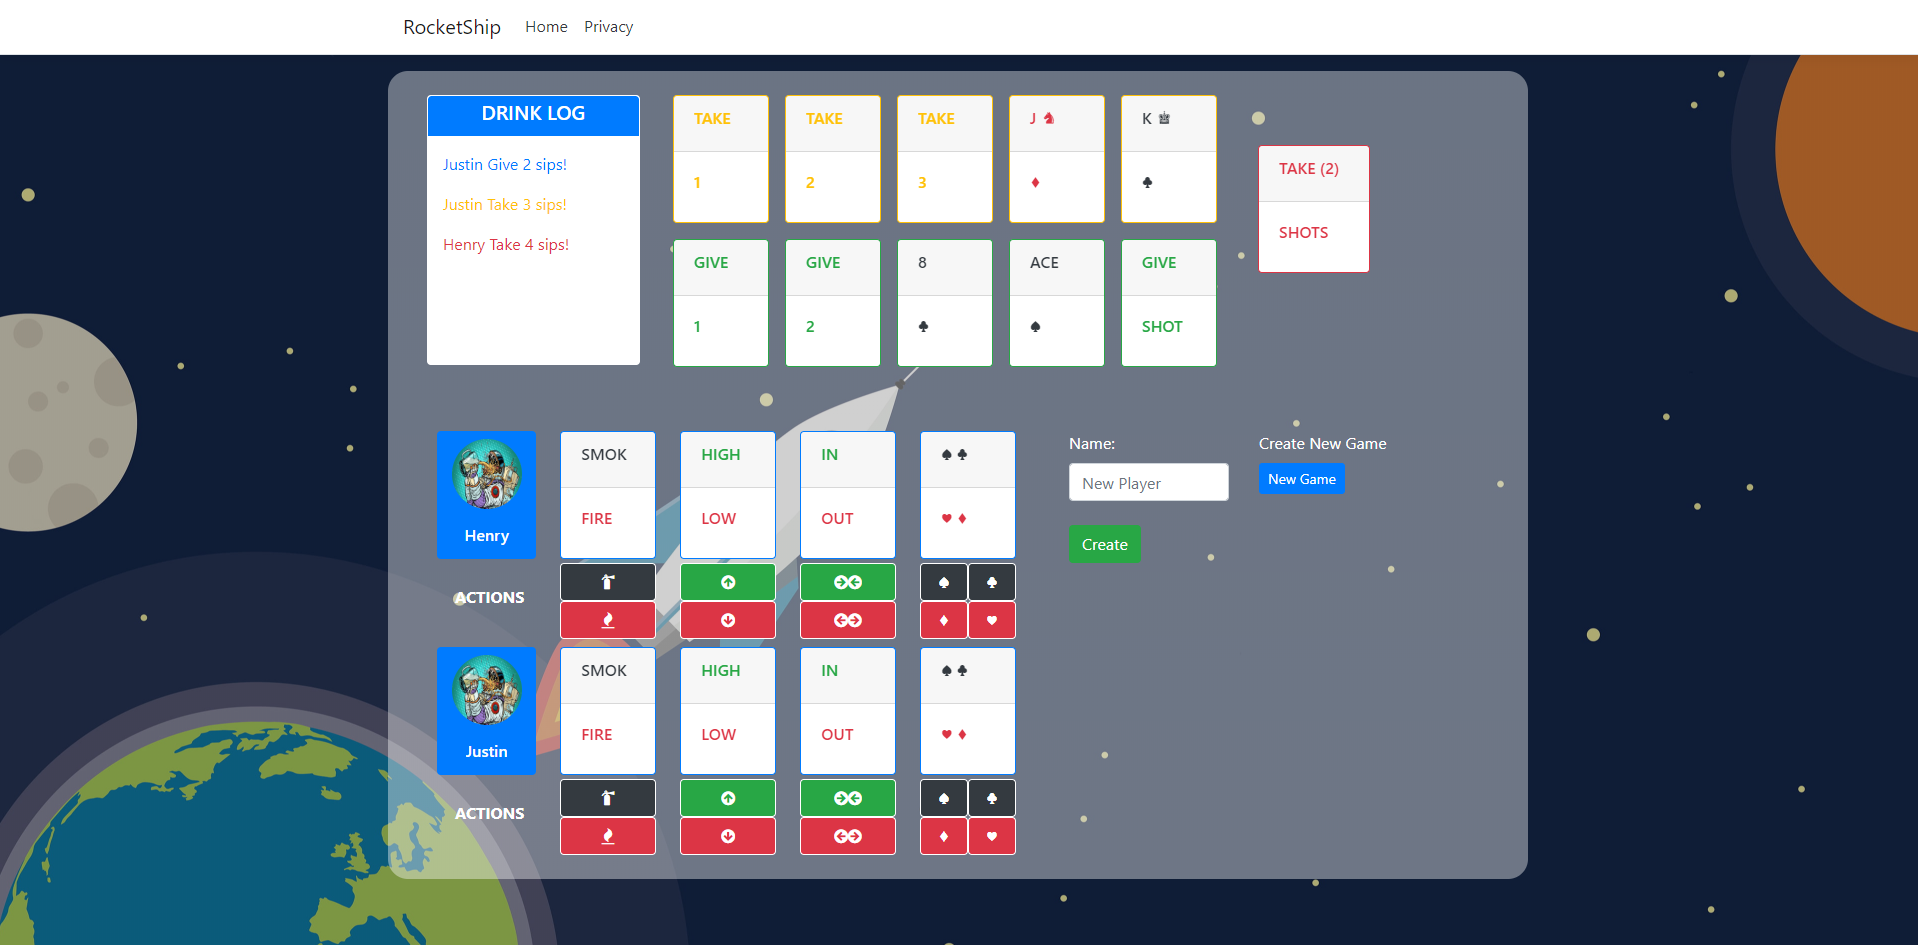 RocketShip Home Privacy
DRINK LOG
Justin Give 2 sips!
Justin Take 3 sips!
Henry Take 4 sips!
TAKE TAKE TAKE J ♞ K ♚
1 2 3 ♦ ♣
TAKE (2)
SHOTS
GIVE GIVE 8 ACE GIVE
1 2 ♣ ♠ SHOT
Henry
SMOK HIGH IN ♠ ♣
FIRE LOW OUT ♥ ♦
ACTIONS
♠ ♣
♦ ♥
Name:
New Player
Create
Create New Game
New Game
Justin
SMOK HIGH IN ♠ ♣
FIRE LOW OUT ♥ ♦
ACTIONS
♠ ♣
♦ ♥